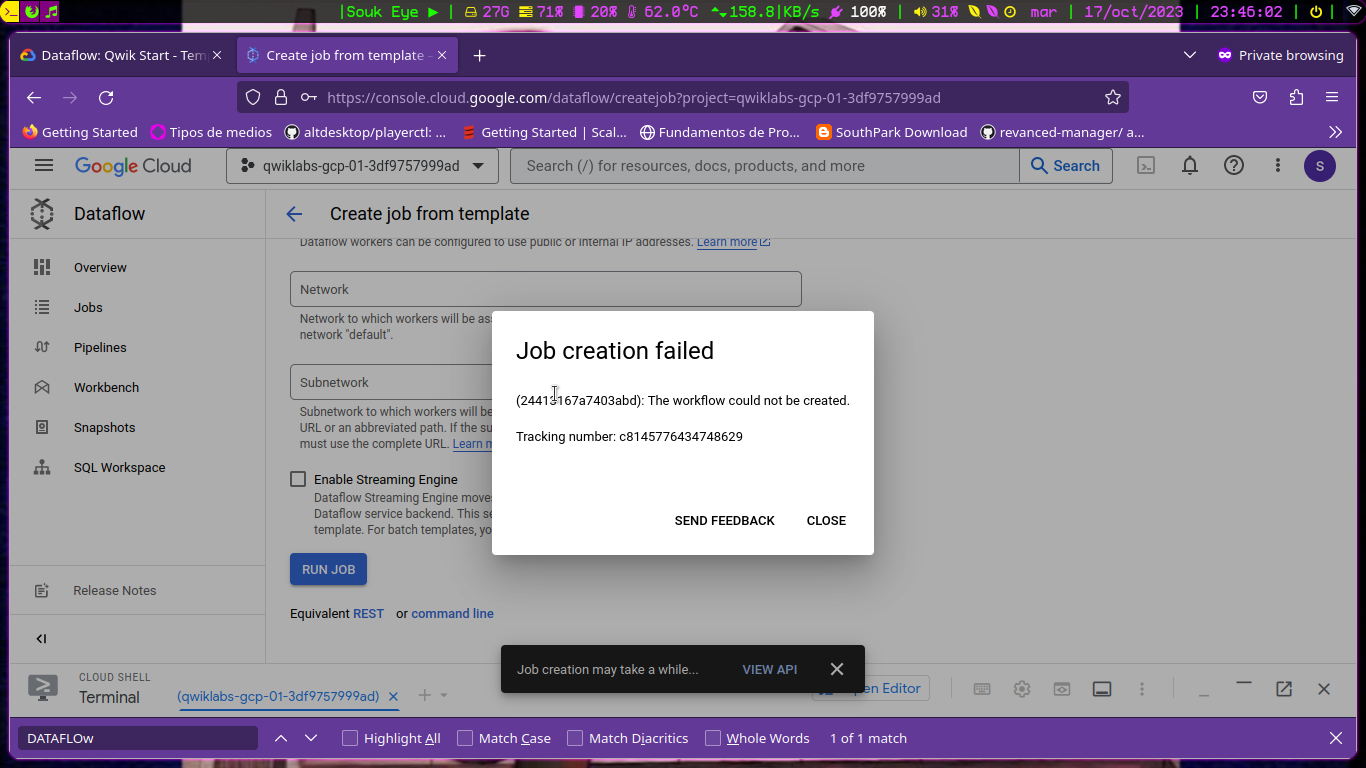 |Souk Eye ▶ | 27G 71% 20% 62.0°C 158.8|KB/s 100% | 31% mar | 17/oct/2023 | 23:46:02 |
Dataflow: Qwik Start - Tem
Create job from template -
Private browsing
https://console.cloud.google.com/dataflow/createjob?project=qwiklabs-gcp-01-3df9757999ad
Getting Started Tipos de medios altdesktop/playerctl: ... Getting Started | Scal... Fundamentos de Pro... SouthPark Download revanced-manager/ a...
Google Cloud
qwiklabs-gcp-01-3df9757999ad
Search (/) for resources, docs, products, and more
Search
S
Dataflow
Create job from template
Overview
Jobs
Pipelines
Workbench
Snapshots
SQL Workspace
Release Notes
Dataflow workers can be configured to use public or internal IP addresses. Learn more
Network
Network to which workers will be as
network "default".
Subnetwork
Subnetwork to which workers will be
URL or an abbreviated path. If the su
must use the complete URL. Learn m
Enable Streaming Engine
Dataflow Streaming Engine moves
Dataflow service backend. This se
template. For batch templates, yo
RUN JOB
Equivalent REST or command line
Job creation failed
(24413167a7403abd): The workflow could not be created.
Tracking number: c8145776434748629
SEND FEEDBACK
CLOSE
Job creation may take a while...
VIEW API
CLOUD SHELL
Terminal
(qwiklabs-gcp-01-3df9757999ad)
en Editor
DATAFLOw
Highlight All
Match Case
Match Diacritics
Whole Words
1 of 1 match